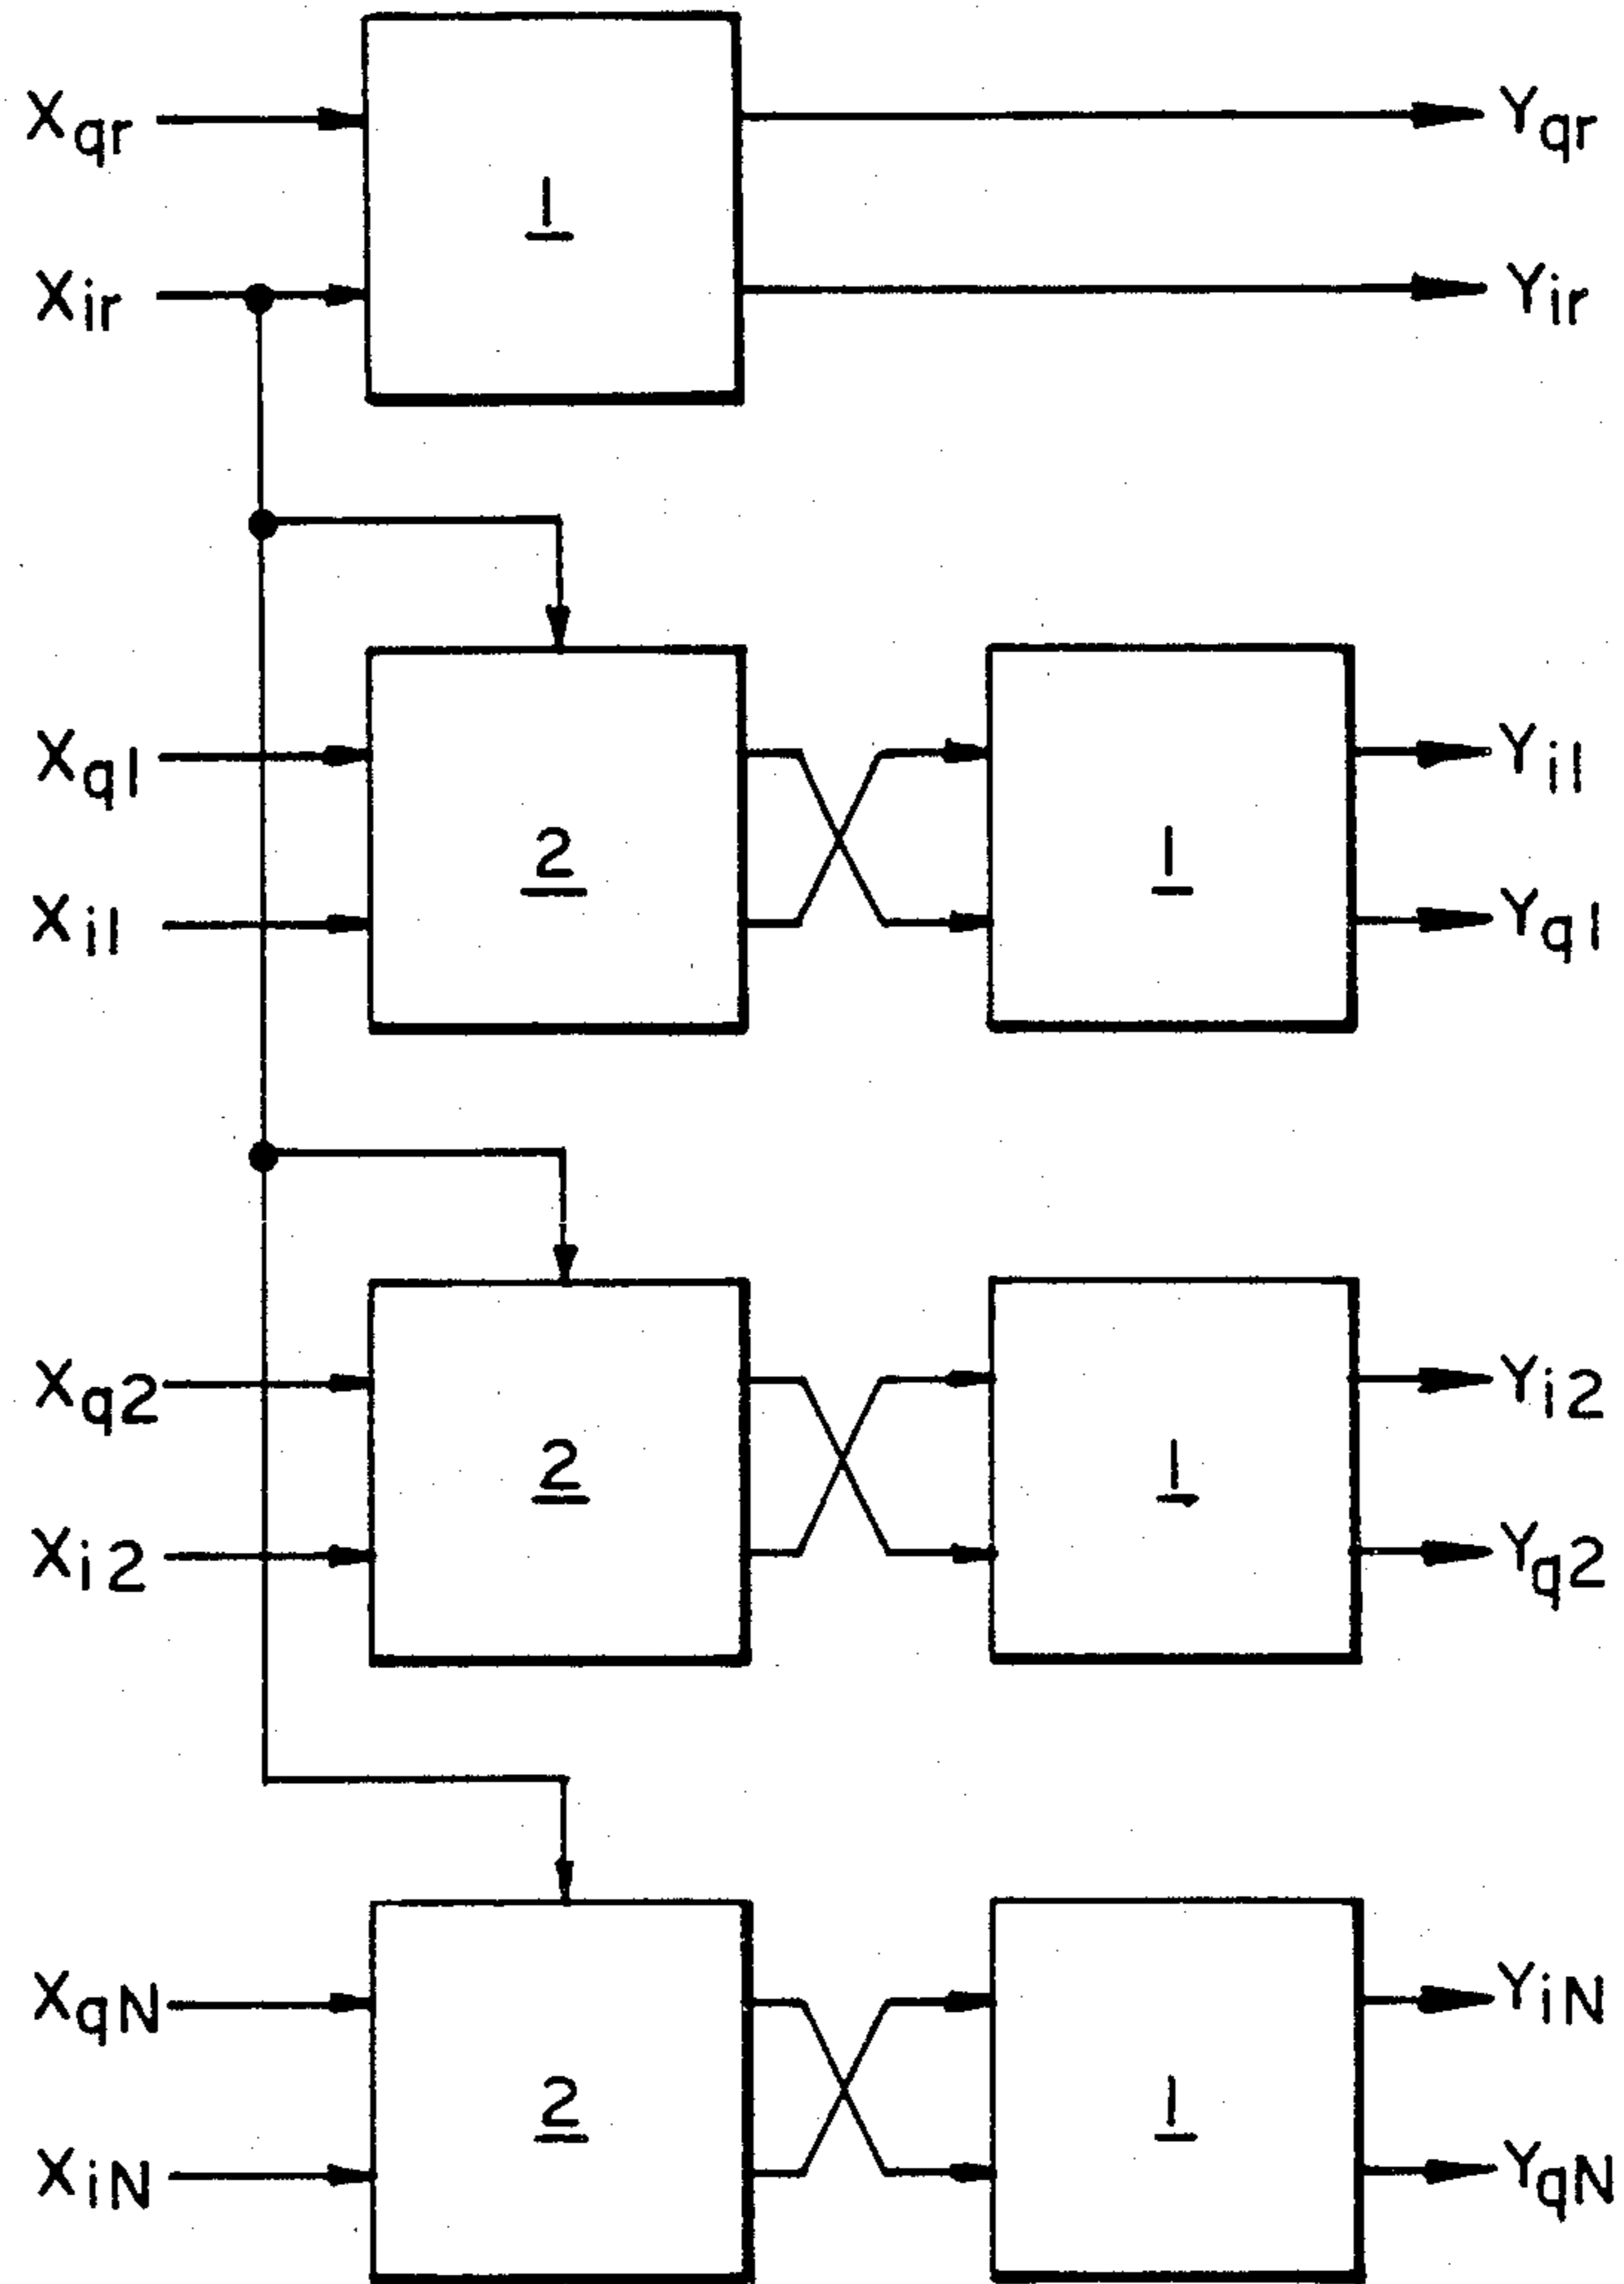 Xqr 1 Yqr
Xir Yir
Xq1 2 1 Yi1
Xi1 Yq1
Xq2 2 1 Yi2
Xi2 Yq2
XqN 2 1 YiN
XiN YqN